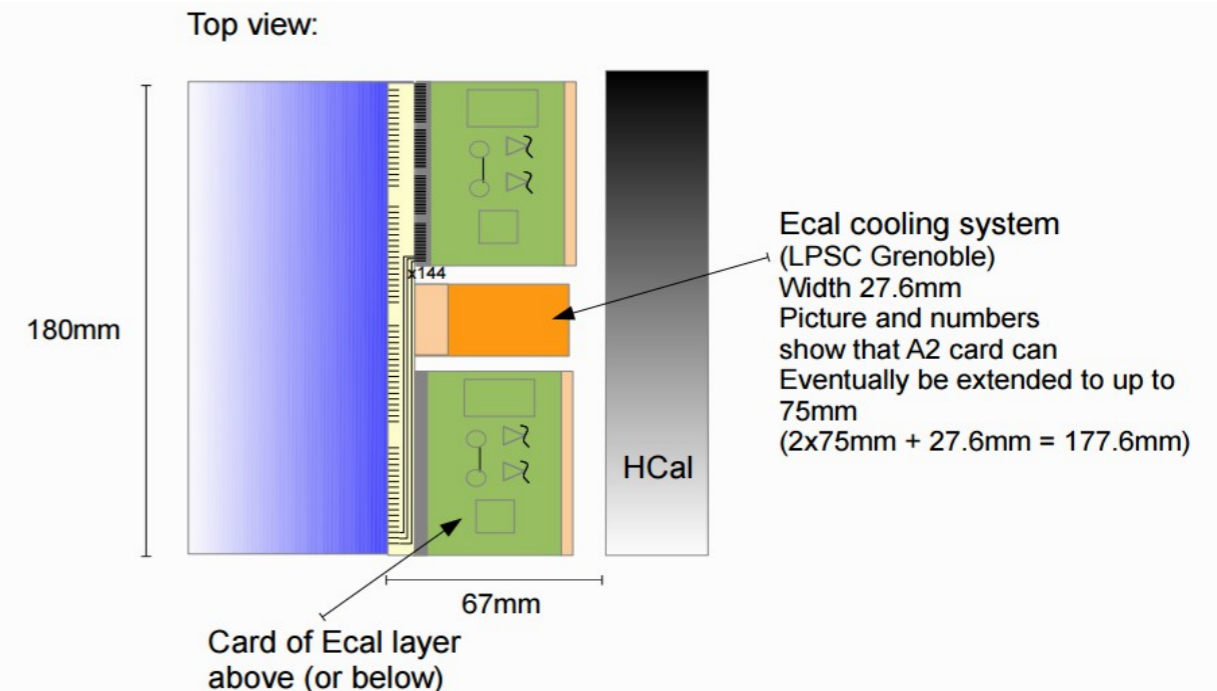 Top view:
x144
180mm
Ecal cooling system
(LPSC Grenoble)
Width 27.6mm
Picture and numbers
show that A2 card can
Eventually be extended to up to
75mm
(2x75mm + 27.6mm = 177.6mm)
HCal
67mm
Card of Ecal layer
above (or below)